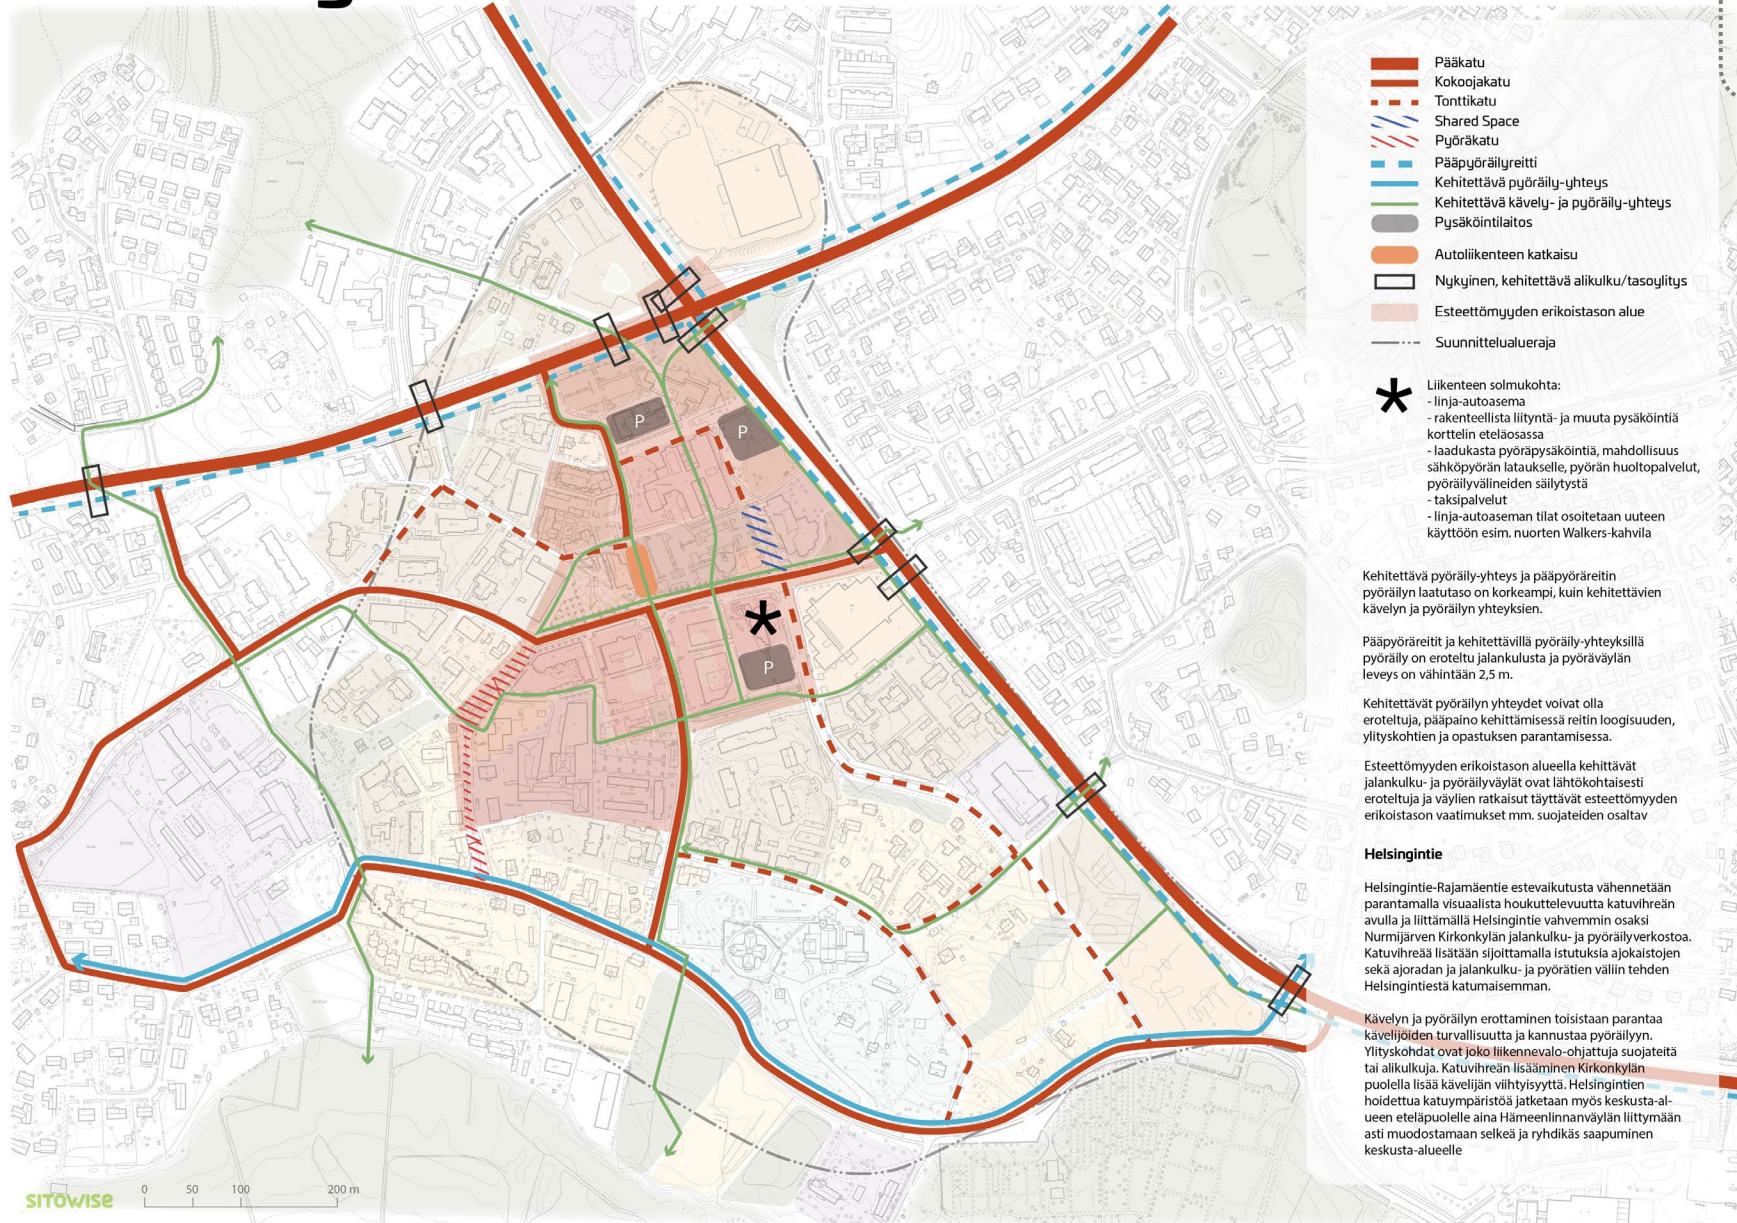 Pääkatu
Kokoojakatu
Tonttikatu
Shared Space
Pyöräkatu
Pääpyöräilyreitti
Kehitettävä pyöräily-yhteys
Kehitettävä kävely- ja pyöräily-yhteys
Pysäköintilaitos
Autoliikenteen katkaisu
Nykyinen, kehitettävä alikulku/tasoylitys
Esteettömyyden erikoistason alue
Suunnittelualueraja
Liikenteen solmukohta:
- linja-autoasema
- rakenteellista liityntä- ja muuta pysäköintiä
korttelin eteläosassa
- laadukasta pyöräpysäköintiä, mahdollisuus
sähköpyörän lataukselle, pyörän huoltopalvelut,
pyöräilyvälineiden säilytystä
- taksipalvelut
- linja-autoaseman tilat osoitetaan uuteen
käyttöön esim. nuorten Walkers-kahvila
Kehitettävä pyöräily-yhteys ja pääpyöräreitin
pyöräilyn laatutaso on korkeampi, kuin kehitettävien
kävelyn ja pyöräilyn yhteyksien.
Pääpyöräreitit ja kehitettävillä pyöräily-yhteyksillä
pyöräily on eroteltu jalankulusta ja pyöräväylän
leveys on vähintään 2,5 m.
Kehitettävät pyöräilyn yhteydet voivat olla
eroteltuja, pääpaino kehittämisessä reitin loogisuuden,
ylityskohtien ja opastuksen parantamisessa.
Esteettömyyden erikoistason alueella kehittävät
jalankulku- ja pyöräilyväylät ovat lähtökohtaisesti
eroteltuja ja väylien ratkaisut täyttävät esteettömyyden
erikoistason vaatimukset mm. suojateiden osaltav
Helsingintie
Helsingintie-Rajamäentie estevaikutusta vähennetään
parantamalla visuaalista houkuttelevuutta katuvihreän
avulla ja liittämällä Helsingintie vahvemmin osaksi
Nurmijärven Kirkonkylän jalankulku- ja pyöräilyverkostoa.
Katuvihreää lisätään sijoittamalla istutuksia ajokaistojen
sekä ajoradan ja jalankulku- ja pyörätien väliin tehden
Helsingintiestä katumaisemman.
Kävelyn ja pyöräilyn erottaminen toisistaan parantaa
kävelijöiden turvallisuutta ja kannustaa pyöräilyyn.
Ylityskohdat ovat joko liikennevalo-ohjattuja suojateitä
tai alikulkuja. Katuvihreän lisääminen Kirkonkylän
puolella lisää kävelijän viihtyisyyttä. Helsingintien
hoidettua katuympäristöä jatketaan myös keskusta-al-
ueen eteläpuolelle aina Hämeenlinnanväylän liittymään
asti muodostamaan selkeä ja ryhdikäs saapuminen
keskusta-alueelle
P
P
P
SITOWISE
0 50 100 200 m